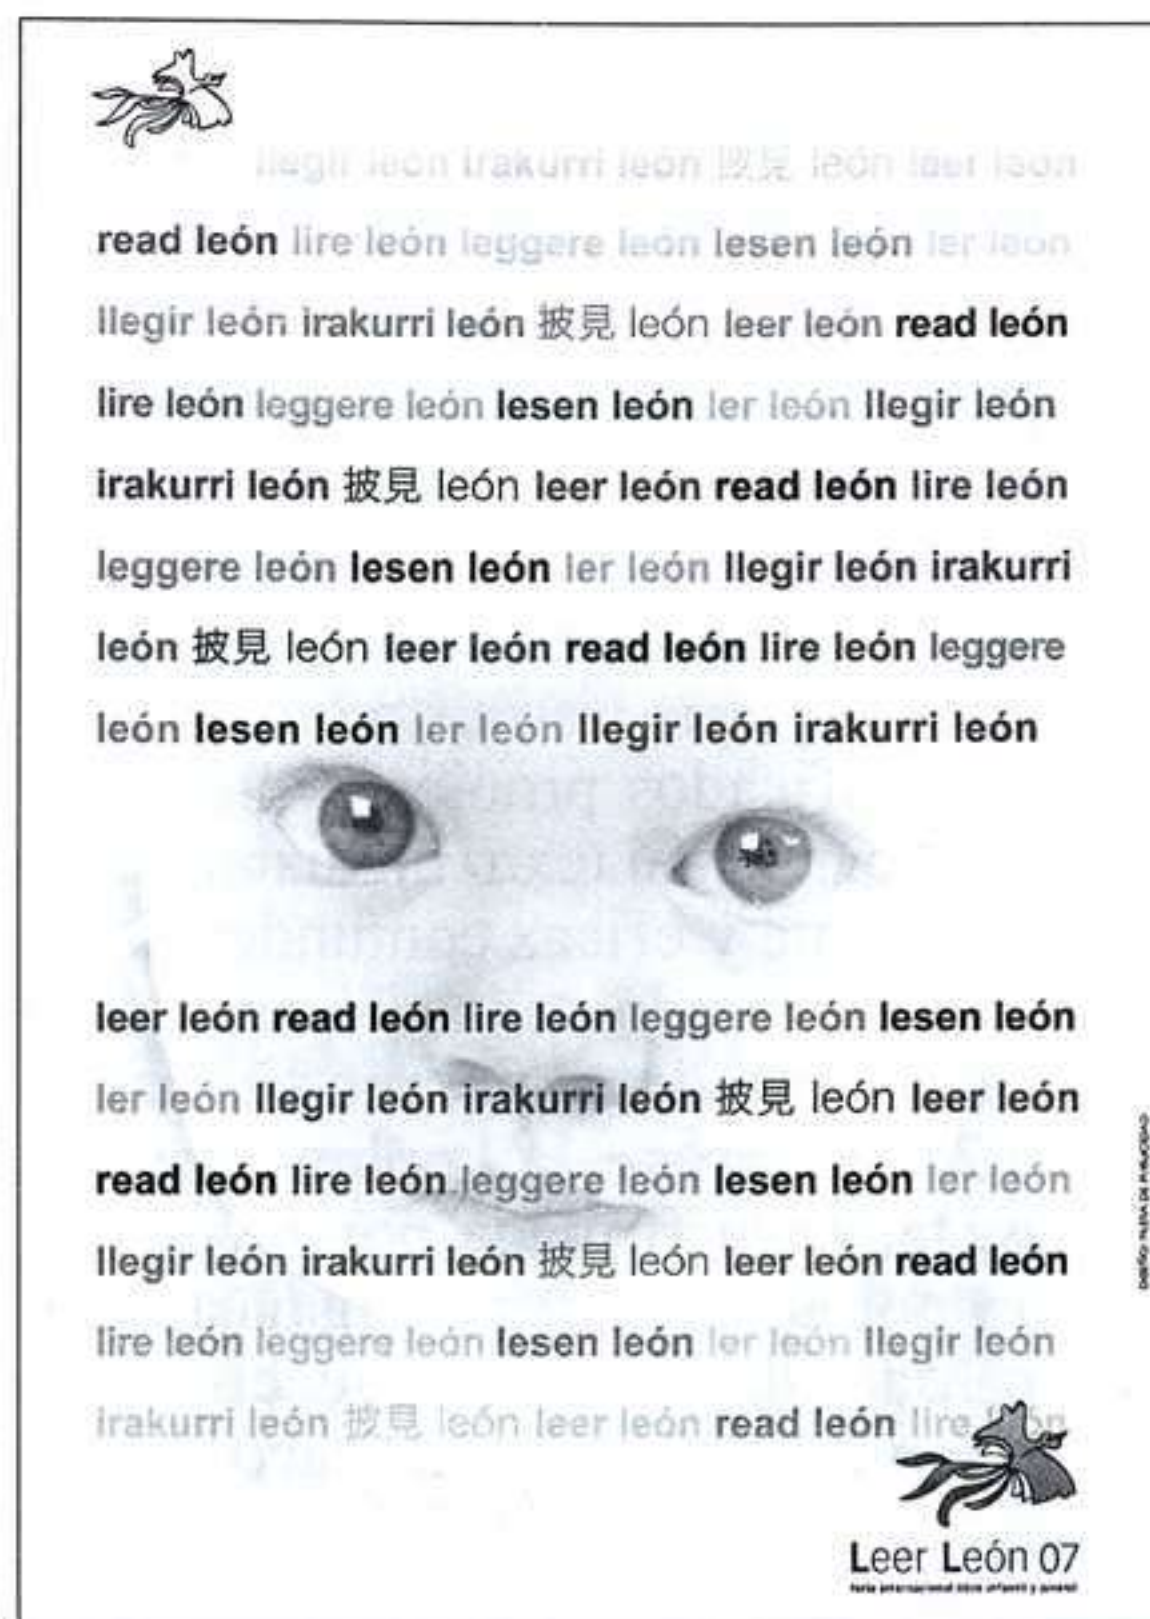 llegir león irakurri león 披見 león leer león
read león lire león leggere león lesen león ler león
llegir león irakurri león 披見 león leer león read león
lire león leggere león lesen león ler león llegir león
irakurri león 披見 león leer león read león lire león
leggere león lesen león ler león llegir león irakurri
león 披見 león leer león read león lire león leggere
león lesen león ler león llegir león irakurri león
leer león read león lire león leggere león lesen león
ler león llegir león irakurri león 披見 león leer león
read león lire león leggere león lesen león ler león
llegir león irakurri león 披見 león leer león read león
lire león leggere león lesen león ler león llegir león
irakurri león 披見 león leer león read león lire león
Leer León 07
feria internacional libro infantil y juvenil